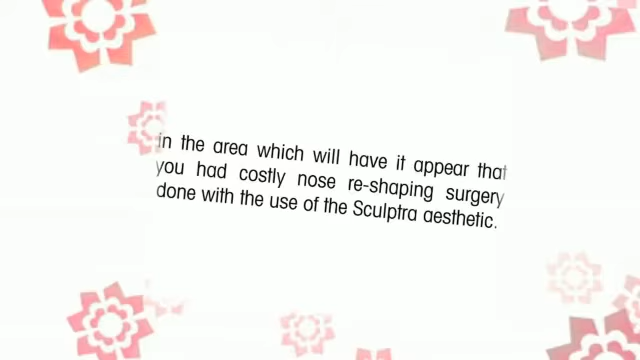 in the area which will have it appear that
you had costly nose re-shaping surgery
done with the use of the Sculptra aesthetic.